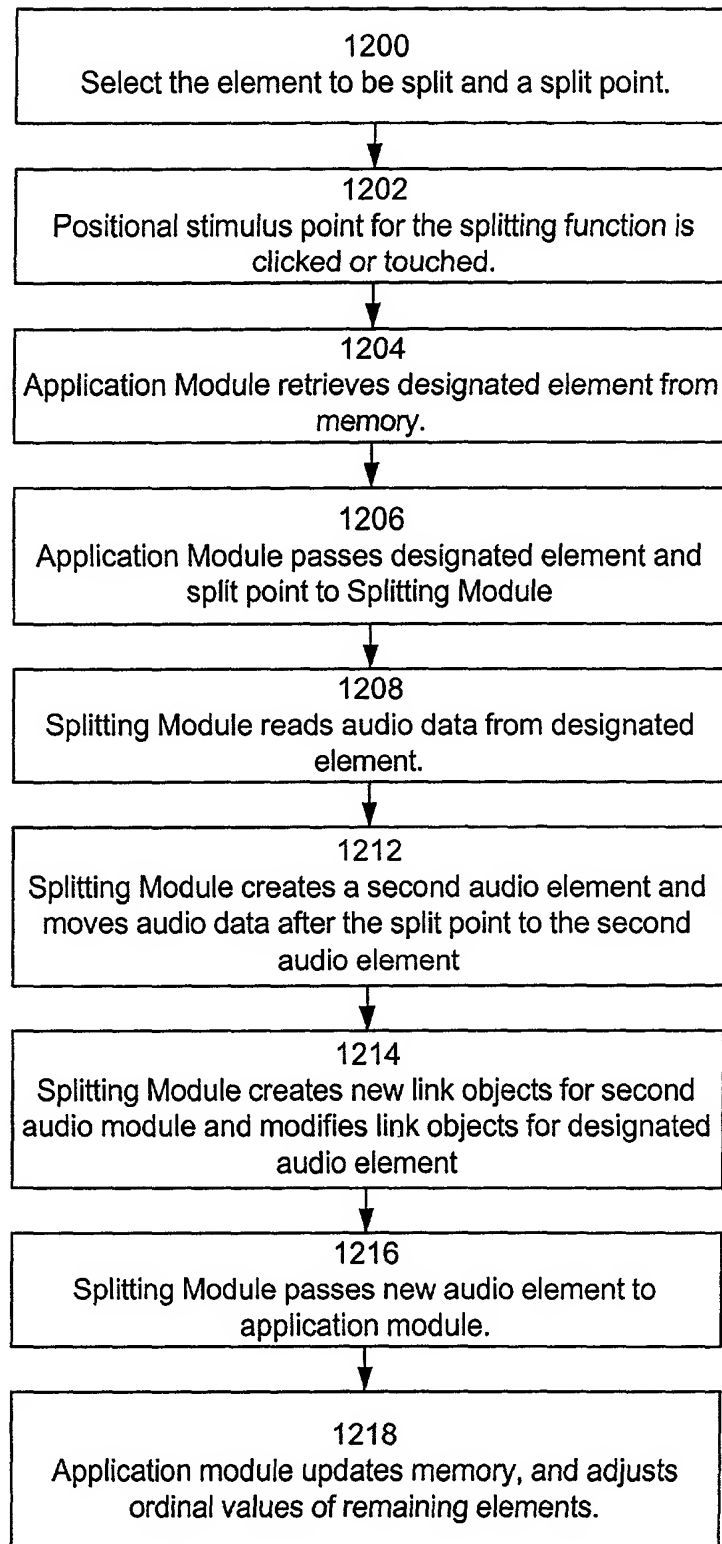 1200
Select the element to be split and a split point.
1202
Positional stimulus point for the splitting function is
clicked or touched.
1204
Application Module retrieves designated element from
memory.
1206
Application Module passes designated element and
split point to Splitting Module
1208
Splitting Module reads audio data from designated
element.
1212
Splitting Module creates a second audio element and
moves audio data after the split point to the second
audio element
1214
Splitting Module creates new link objects for second
audio module and modifies link objects for designated
audio element
1216
Splitting Module passes new audio element to
application module.
1218
Application module updates memory, and adjusts
ordinal values of remaining elements.